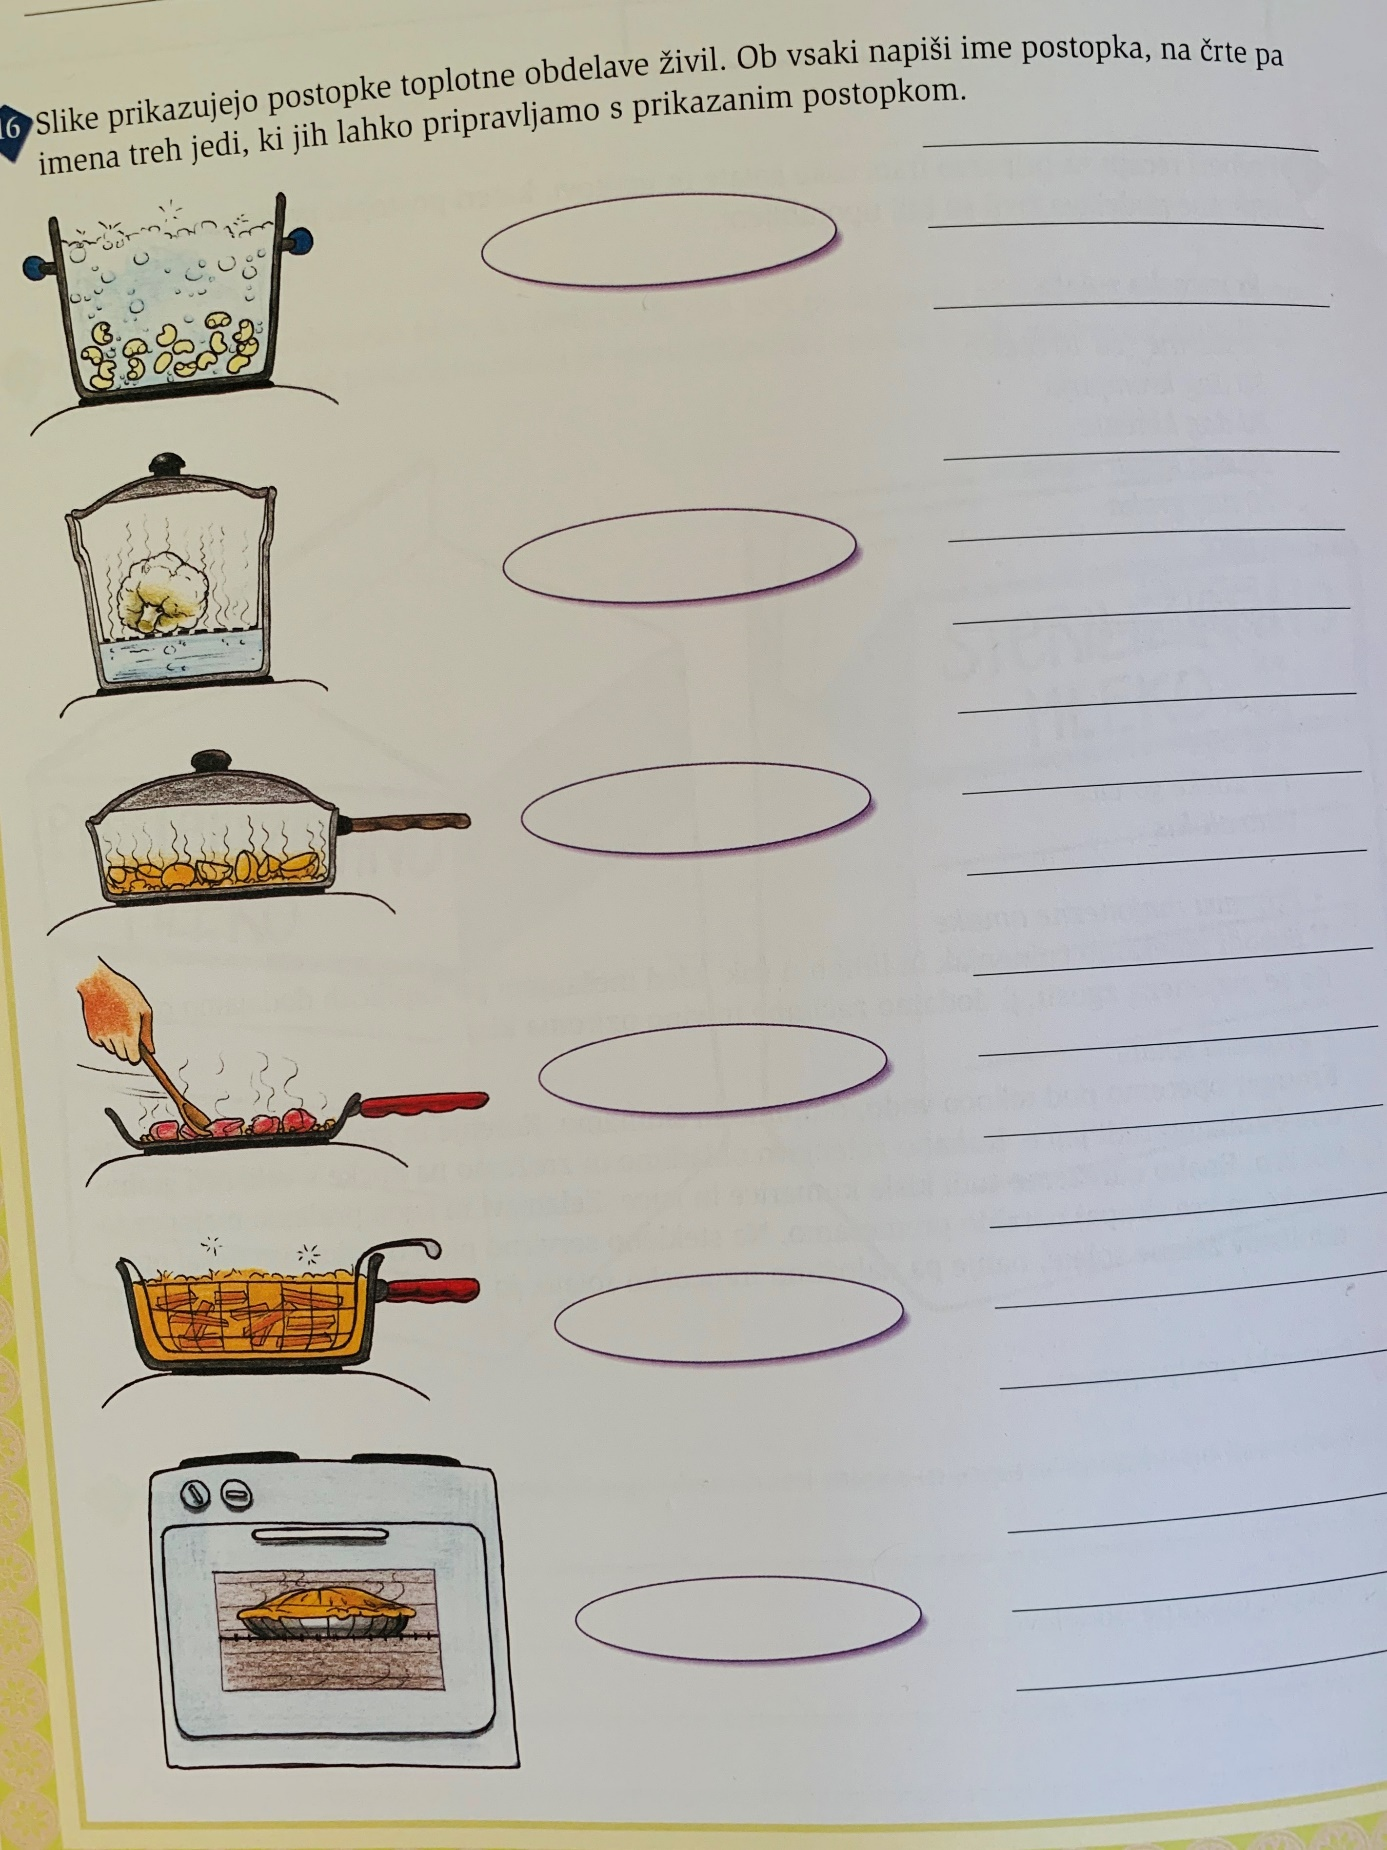 16 Slike prikazujejo postopke toplotne obdelave živil. Ob vsaki napiši ime postopka, na črte pa
imena treh jedi, ki jih lahko pripravljamo s prikazanim postopkom.